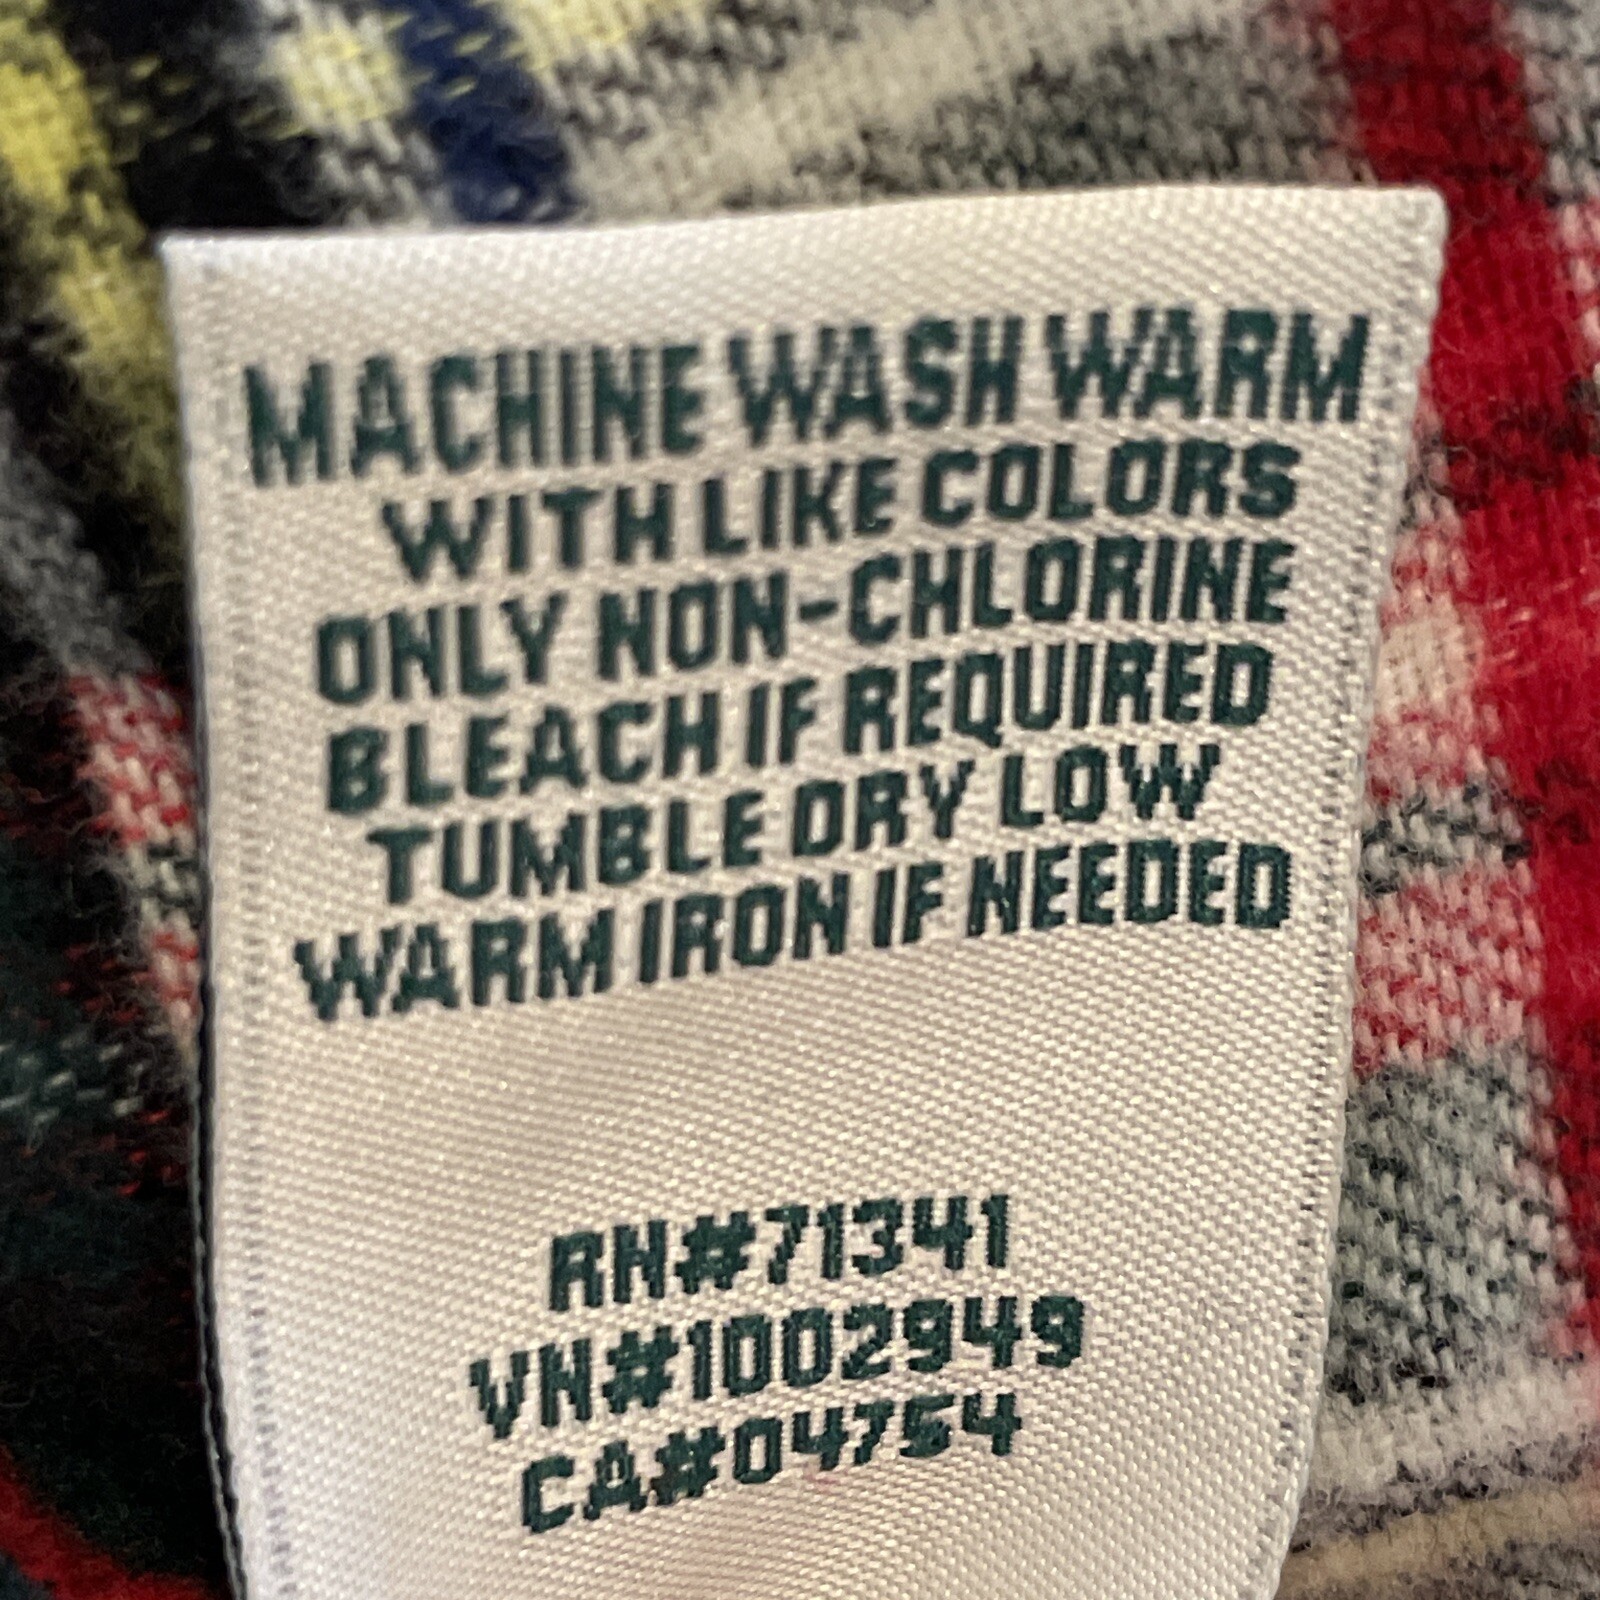 MACHINE WASH WARM
WITH LIKE COLORS
ONLY NON-CHLORINE
BLEACH IF REQUIRED
TUMBLE DRY LOW
WARM IRON IF NEEDED
RN#71341
VN#1002949
CA#04754